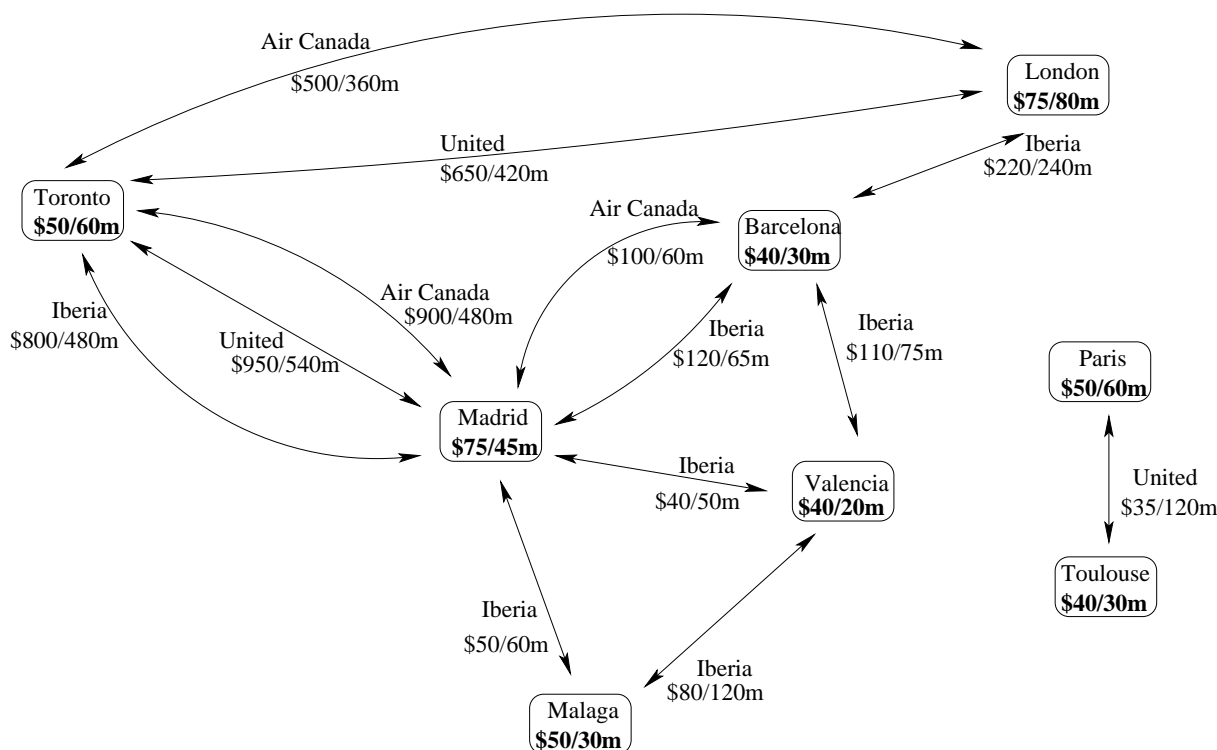 Air Canada
$500/360m
London
$75/80m
United
$650/420m
Iberia
$220/240m
Toronto
$50/60m
Air Canada
$100/60m
Barcelona
$40/30m
Iberia
$800/480m
Air Canada
$900/480m
United
$950/540m
Iberia
$120/65m
Iberia
$110/75m
Paris
$50/60m
Madrid
$75/45m
Iberia
$40/50m
Valencia
$40/20m
United
$35/120m
Toulouse
$40/30m
Iberia
$50/60m
Iberia
$80/120m
Malaga
$50/30m